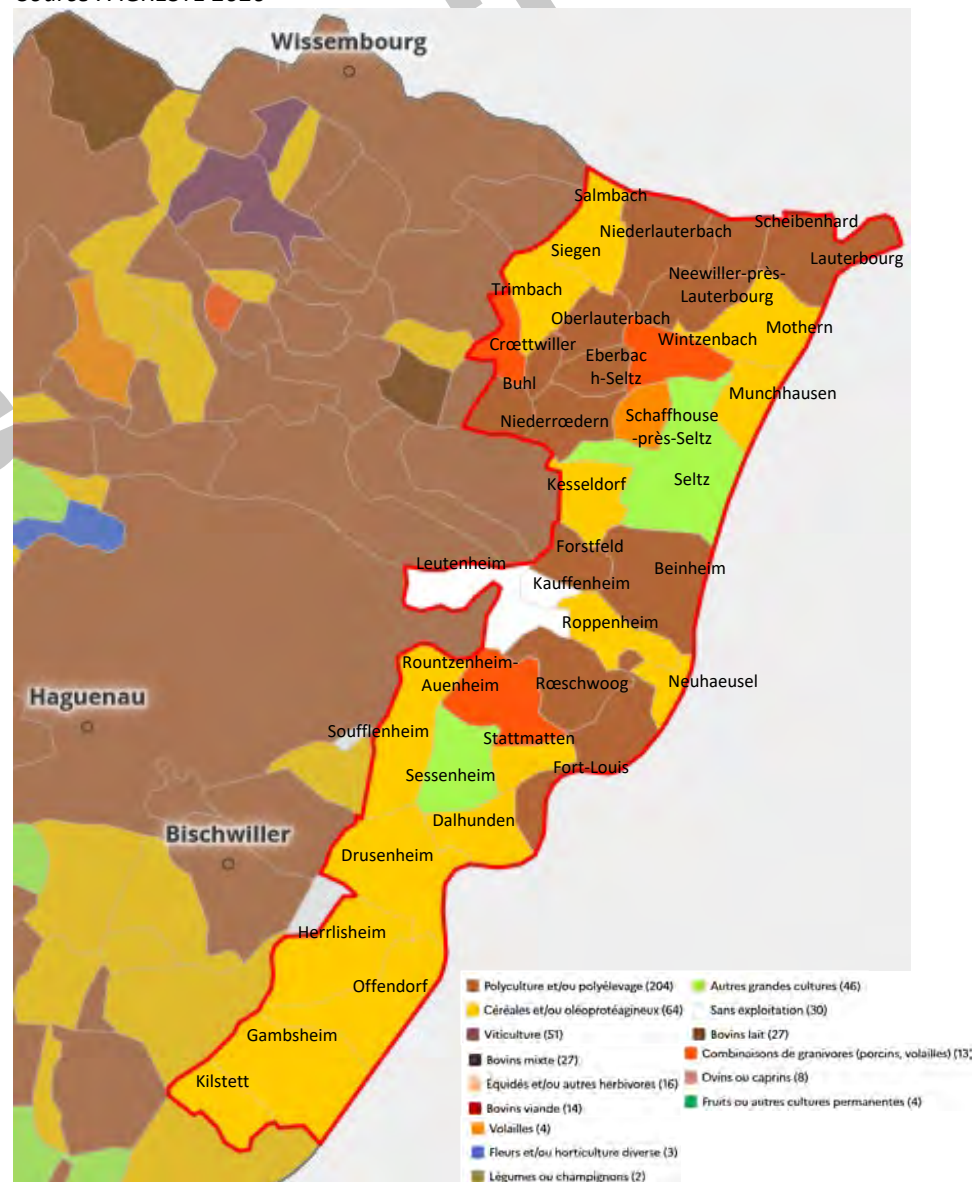 Source : AGRESTE 2020
Wissembourg
Salmbach
Scheibenhard
Niederlauterbach
Siegen
Lauterbourg
Neewiller-près-
Lauterbourg
Trimbach
Oberlauterbach
Mothern
Wintzenbach
Crœttwiller
Eberbac
h-Seltz
Buhl
Munchhausen
Schaffhouse
-près-Seltz
Niederrœdern
Seltz
Kesseldorf
Forstfeld
Leutenheim
Beinheim
Kauffenheim
Roppenheim
Rountzenheim-
Auenheim
Rœschwoog
Neuhaeusel
Haguenau
Soufflenheim
Stattmatten
Fort-Louis
Sessenheim
Dalhunden
Bischwiller
Drusenheim
Herrlisheim
Offendorf
Gambsheim
Kilstett
Polyculture et/ou polyélevage (204)
Céréales et/ou oléoprotéagineux (64)
Viticulture (51)
Bovins mixte (27)
Équidés et/ou autres herbivores (16)
Bovins viande (14)
Volailles (4)
Fleurs et/ou horticulture diverse (3)
Légumes ou champignons (2)
Autres grandes cultures (46)
Sans exploitation (30)
Bovins lait (27)
Combinaisons de granivores (porcins, volailles) (13)
Ovins ou caprins (8)
Fruits ou autres cultures permanentes (4)